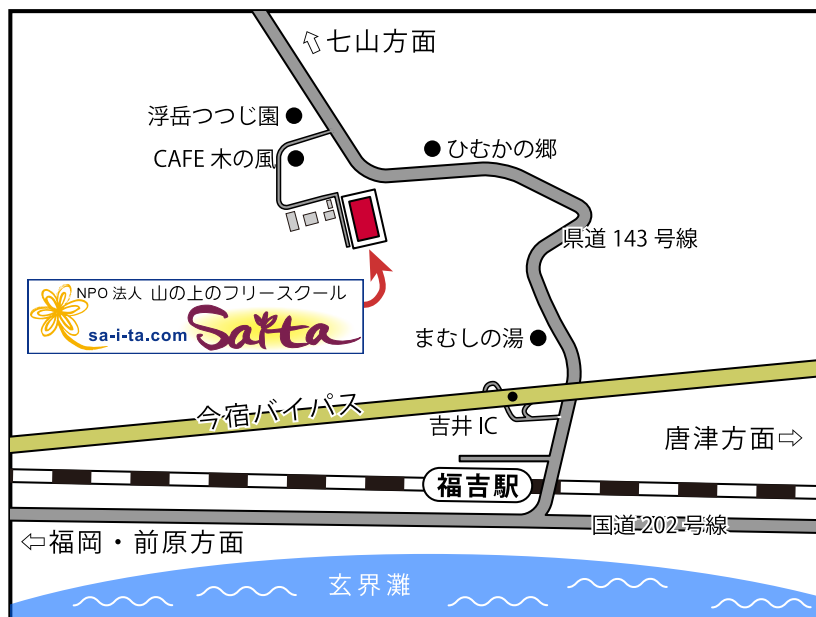 ⇧七山方面
浮岳つつじ園
CAFE 木の風
ひむかの郷
県道 143 号線
NPO 法人 山の上のフリースクール
sa-i-ta.com Saita
まむしの湯
今宿バイパス
吉井 IC
唐津方面⇨
福吉駅
国道 202 号線
⇦福岡・前原方面
玄界灘